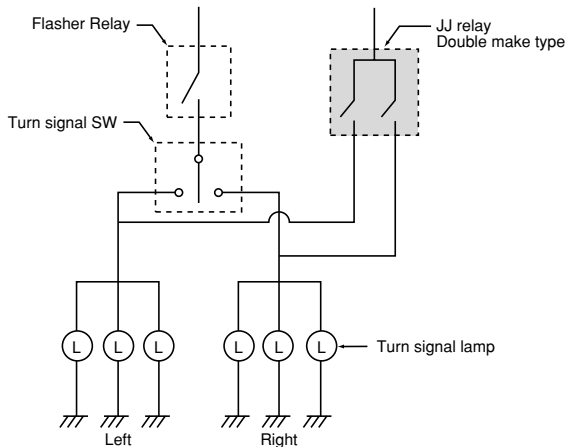 Flasher Relay
JJ relay
Double make type
Turn signal SW
L L L L L L
Turn signal lamp
Left Right